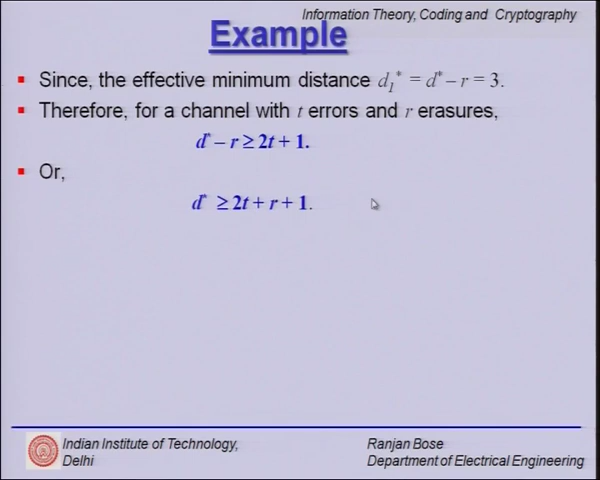 Information Theory, Coding and Cryptography
Example
Since, the effective minimum distance d₁* = d* – r = 3.
Therefore, for a channel with t errors and r erasures,
d* – r ≥ 2t + 1.
Or,
d* ≥ 2t + r + 1.
Indian Institute of Technology,
Delhi
Ranjan Bose
Department of Electrical Engineering